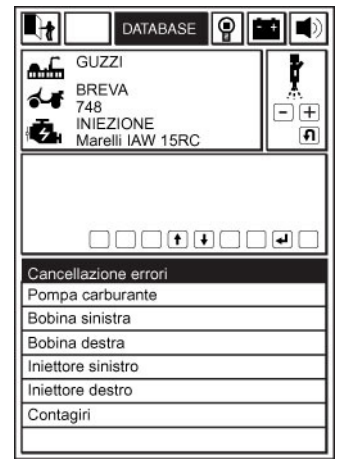 DATABASE
GUZZI
BREVA
748
INIEZIONE
Marelli IAW 15RC
Cancellazione errori
Pompa carburante
Bobina sinistra
Bobina destra
Iniettore sinistro
Iniettore destro
Contagiri